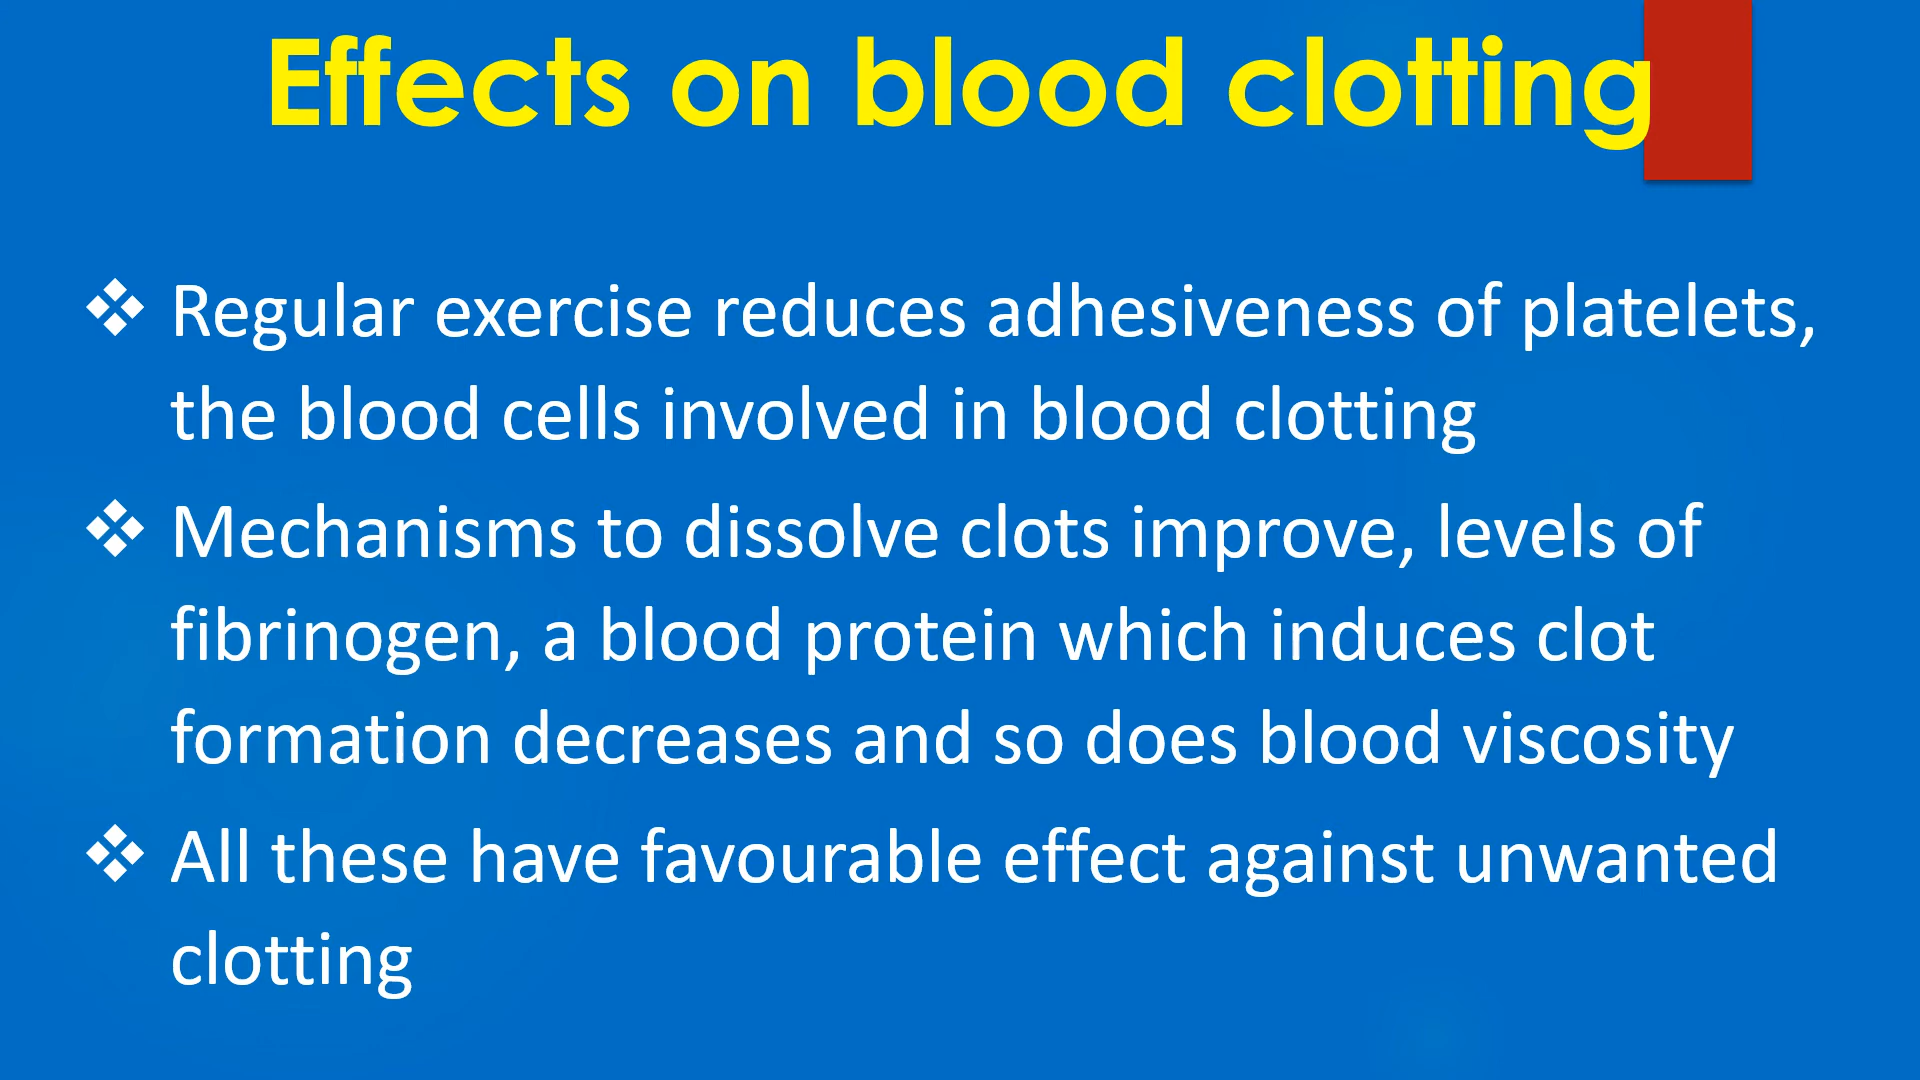 Effects on blood clotting
❖ Regular exercise reduces adhesiveness of platelets,
the blood cells involved in blood clotting
❖ Mechanisms to dissolve clots improve, levels of
fibrinogen, a blood protein which induces clot
formation decreases and so does blood viscosity
❖ All these have favourable effect against unwanted
clotting